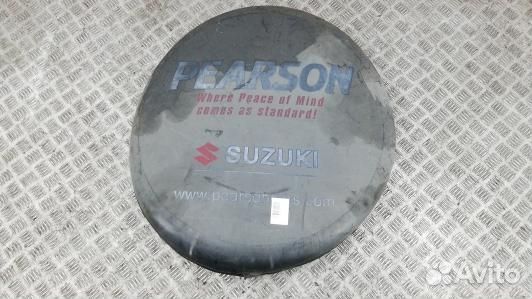 PEARSON
Where Peace of Mind
comes as standard!
SUZUKI
Avito